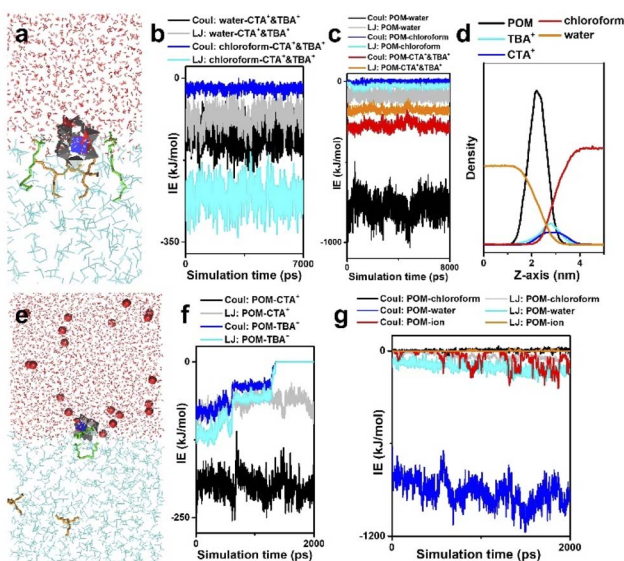 a
b
Coul: water-CTA⁺&TBA⁺
LJ: water-CTA⁺&TBA⁺
Coul: chloroform-CTA⁺&TBA⁺
LJ: chloroform-CTA⁺&TBA⁺
0
IE (kJ/mol)
-350
0
7000
Simulation time (ps)
c
Coul: POM-water
LJ: POM-water
Coul: POM-chloroform
LJ: POM-chloroform
Coul: POM-CTA⁺&TBA⁺
LJ: POM-CTA⁺&TBA⁺
0
IE (kJ/mol)
-1000
0
8000
Simulation time (ps)
d
POM
chloroform
TBA⁺
water
CTA⁺
Density
0
2
4
Z-axis (nm)
e
f
Coul: POM-CTA⁺
LJ: POM-CTA⁺
Coul: POM-TBA⁺
LJ: POM-TBA⁺
0
IE (kJ/mol)
-250
0
2000
Simulation time (ps)
g
Coul: POM-chloroform
LJ: POM-chloroform
Coul: POM-water
LJ: POM-water
Coul: POM-ion
LJ: POM-ion
0
IE (kJ/mol)
-1200
0
2000
Simulation time (ps)